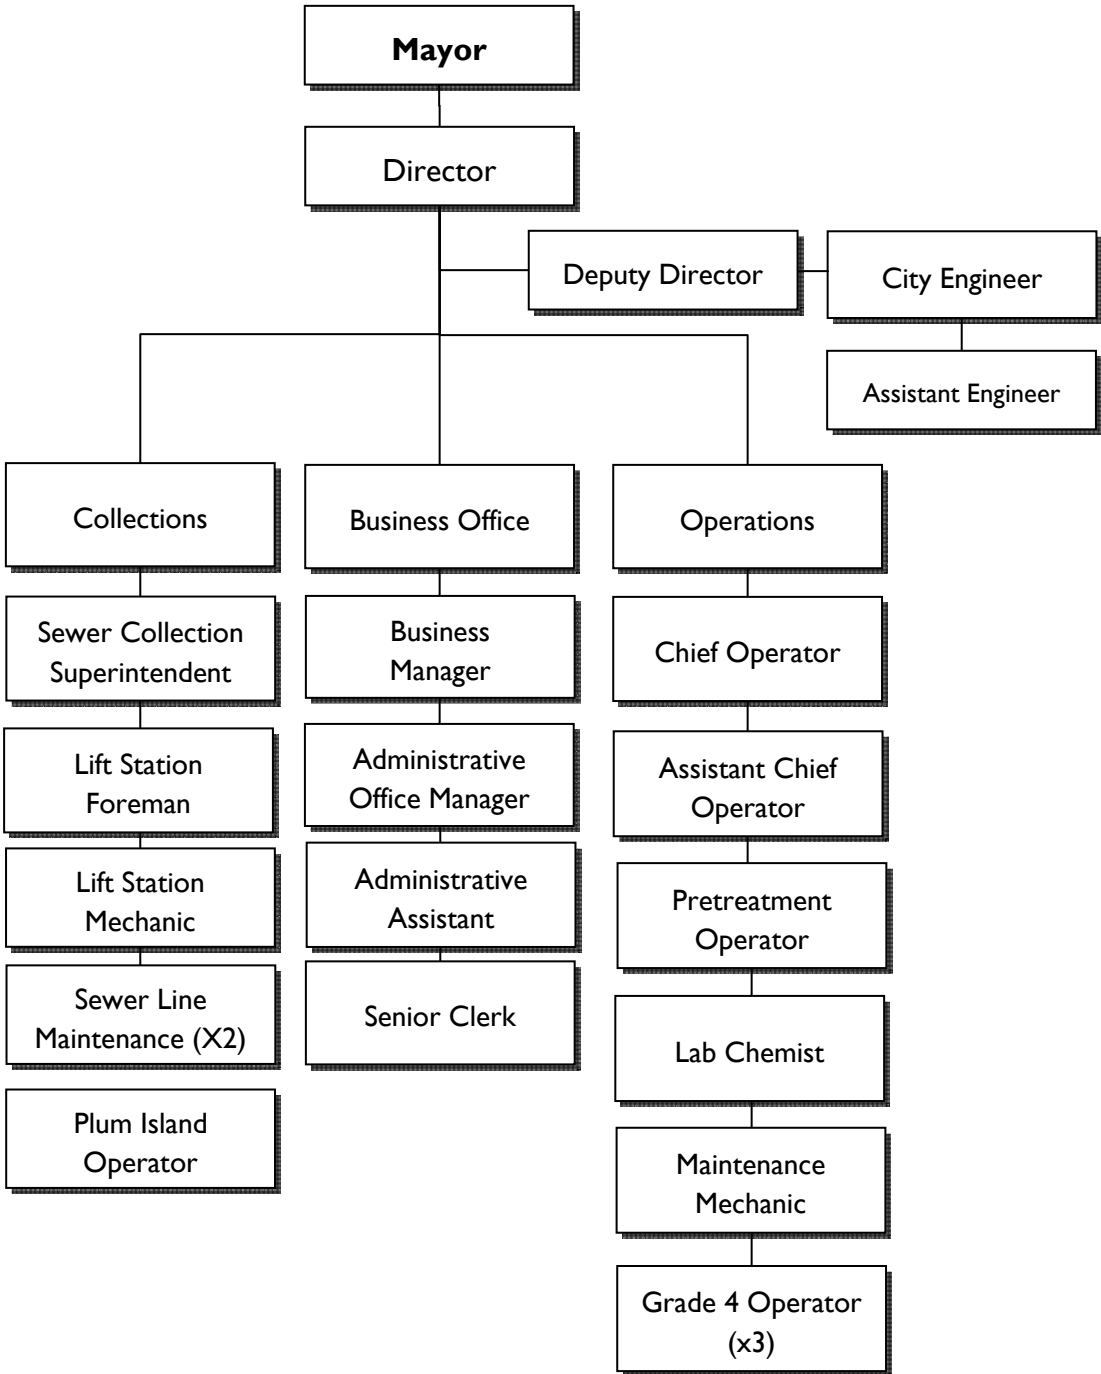 Mayor
Director
Deputy Director
City Engineer
Assistant Engineer
Collections
Business Office
Operations
Sewer Collection
Superintendent
Business
Manager
Chief Operator
Lift Station
Foreman
Administrative
Office Manager
Assistant Chief
Operator
Lift Station
Mechanic
Administrative
Assistant
Pretreatment
Operator
Sewer Line
Maintenance (X2)
Senior Clerk
Lab Chemist
Plum Island
Operator
Maintenance
Mechanic
Grade 4 Operator
(x3)